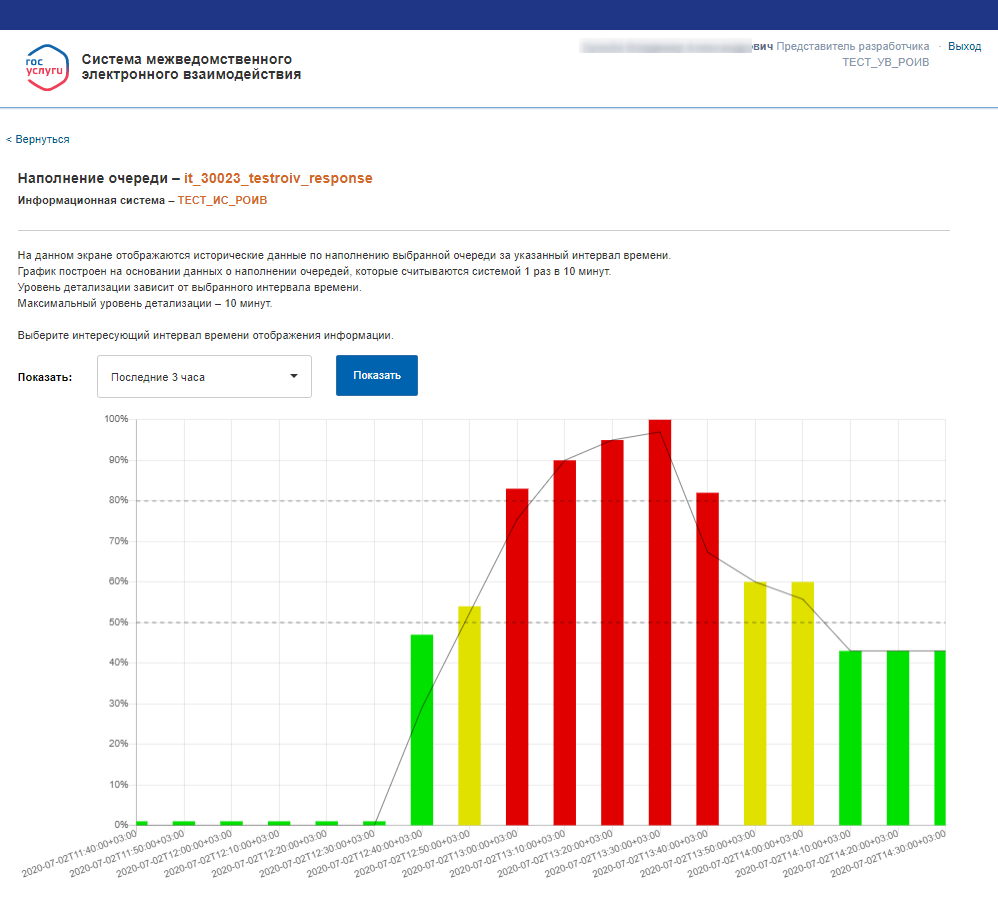 гос
услуги
Система межведомственного
электронного взаимодействия
вич Представитель разработчика · Выход
ТЕСТ_УВ_РОИВ
< Вернуться
Наполнение очереди – it_30023_testroiv_response
Информационная система – ТЕСТ_ИС_РОИВ
На данном экране отображаются исторические данные по наполнению выбранной очереди за указанный интервал времени.
График построен на основании данных о наполнении очередей, которые считываются системой 1 раз в 10 минут.
Уровень детализации зависит от выбранного интервала времени.
Максимальный уровень детализации – 10 минут.
Выберите интересующий интервал времени отображения информации.
Показать: Последние 3 часа Показать
100%
90%
80%
70%
60%
50%
40%
30%
20%
10%
0%
2020-07-02T11:40:00+03:00
2020-07-02T11:50:00+03:00
2020-07-02T12:00:00+03:00
2020-07-02T12:10:00+03:00
2020-07-02T12:20:00+03:00
2020-07-02T12:30:00+03:00
2020-07-02T12:40:00+03:00
2020-07-02T12:50:00+03:00
2020-07-02T13:00:00+03:00
2020-07-02T13:10:00+03:00
2020-07-02T13:20:00+03:00
2020-07-02T13:30:00+03:00
2020-07-02T13:40:00+03:00
2020-07-02T13:50:00+03:00
2020-07-02T14:00:00+03:00
2020-07-02T14:10:00+03:00
2020-07-02T14:20:00+03:00
2020-07-02T14:30:00+03:00